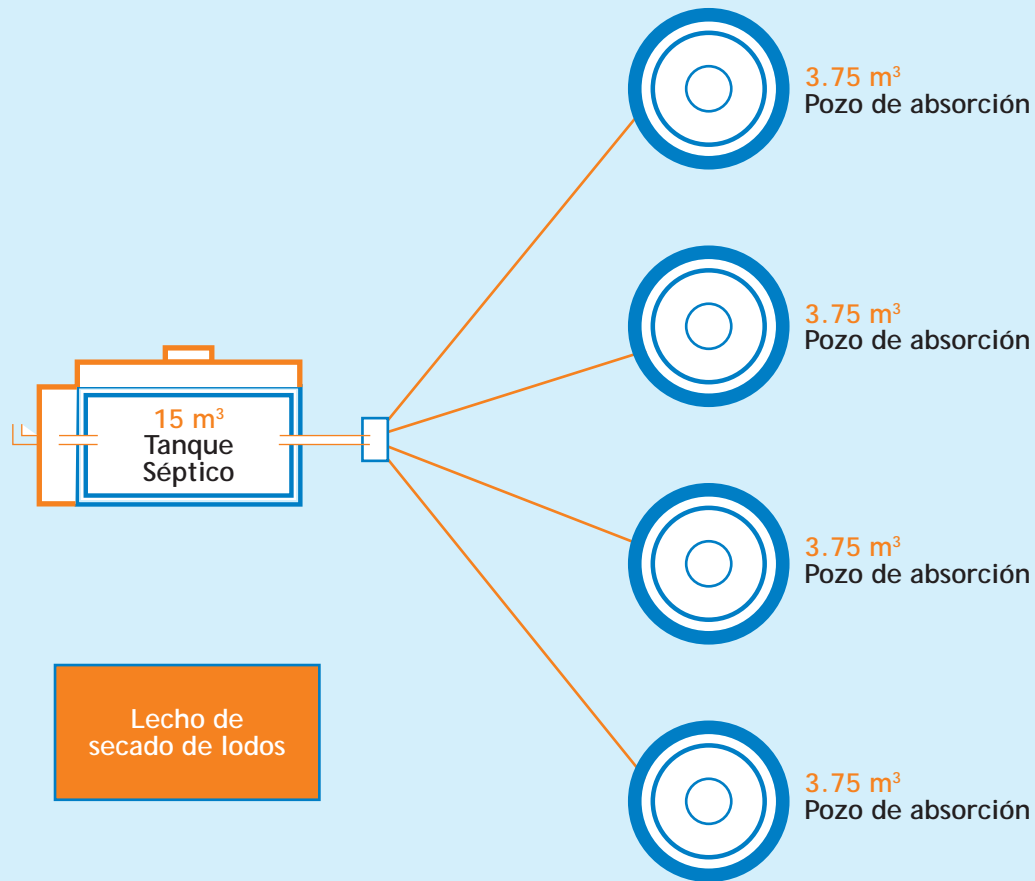 3.75 m³
Pozo de absorción
3.75 m³
Pozo de absorción
15 m³
Tanque
Séptico
3.75 m³
Pozo de absorción
Lecho de
secado de lodos
3.75 m³
Pozo de absorción